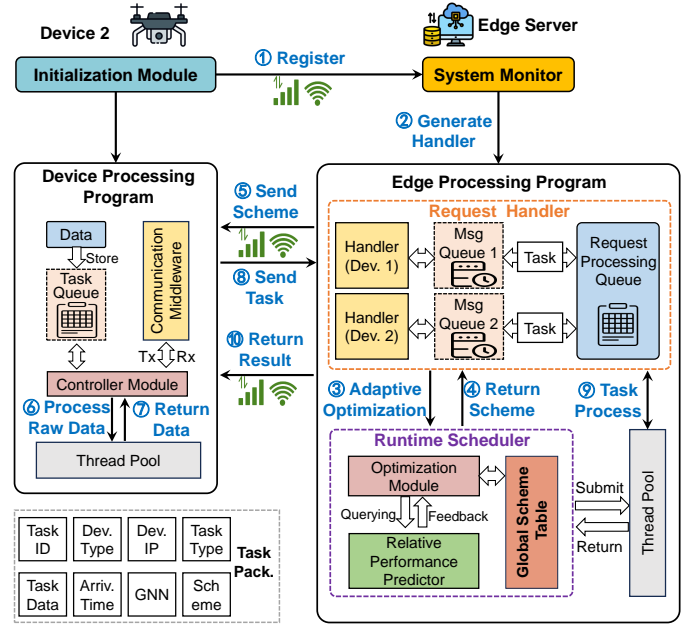 Device 2
Edge Server
Initialization Module
① Register
System Monitor
② Generate
Handler
Device Processing
Program
Data
Store
Task
Queue
Communication
Middleware
Tx
Rx
Controller Module
⑥ Process
Raw Data
⑦ Return
Data
Thread Pool
⑤ Send
Scheme
⑧ Send
Task
⑩ Return
Result
Edge Processing Program
Request Handler
Handler
(Dev. 1)
Msg
Queue 1
Task
Request
Processing
Queue
Handler
(Dev. 2)
Msg
Queue 2
Task
③ Adaptive
Optimization
④ Return
Scheme
⑨ Task
Process
Runtime Scheduler
Optimization
Module
Querying
Feedback
Relative
Performance
Predictor
Global Scheme
Table
Submit
Return
Thread Pool
Task
ID
Dev.
Type
Dev.
IP
Task
Type
Task
Data
Arriv.
Time
GNN
Sch
eme
Task
Pack.